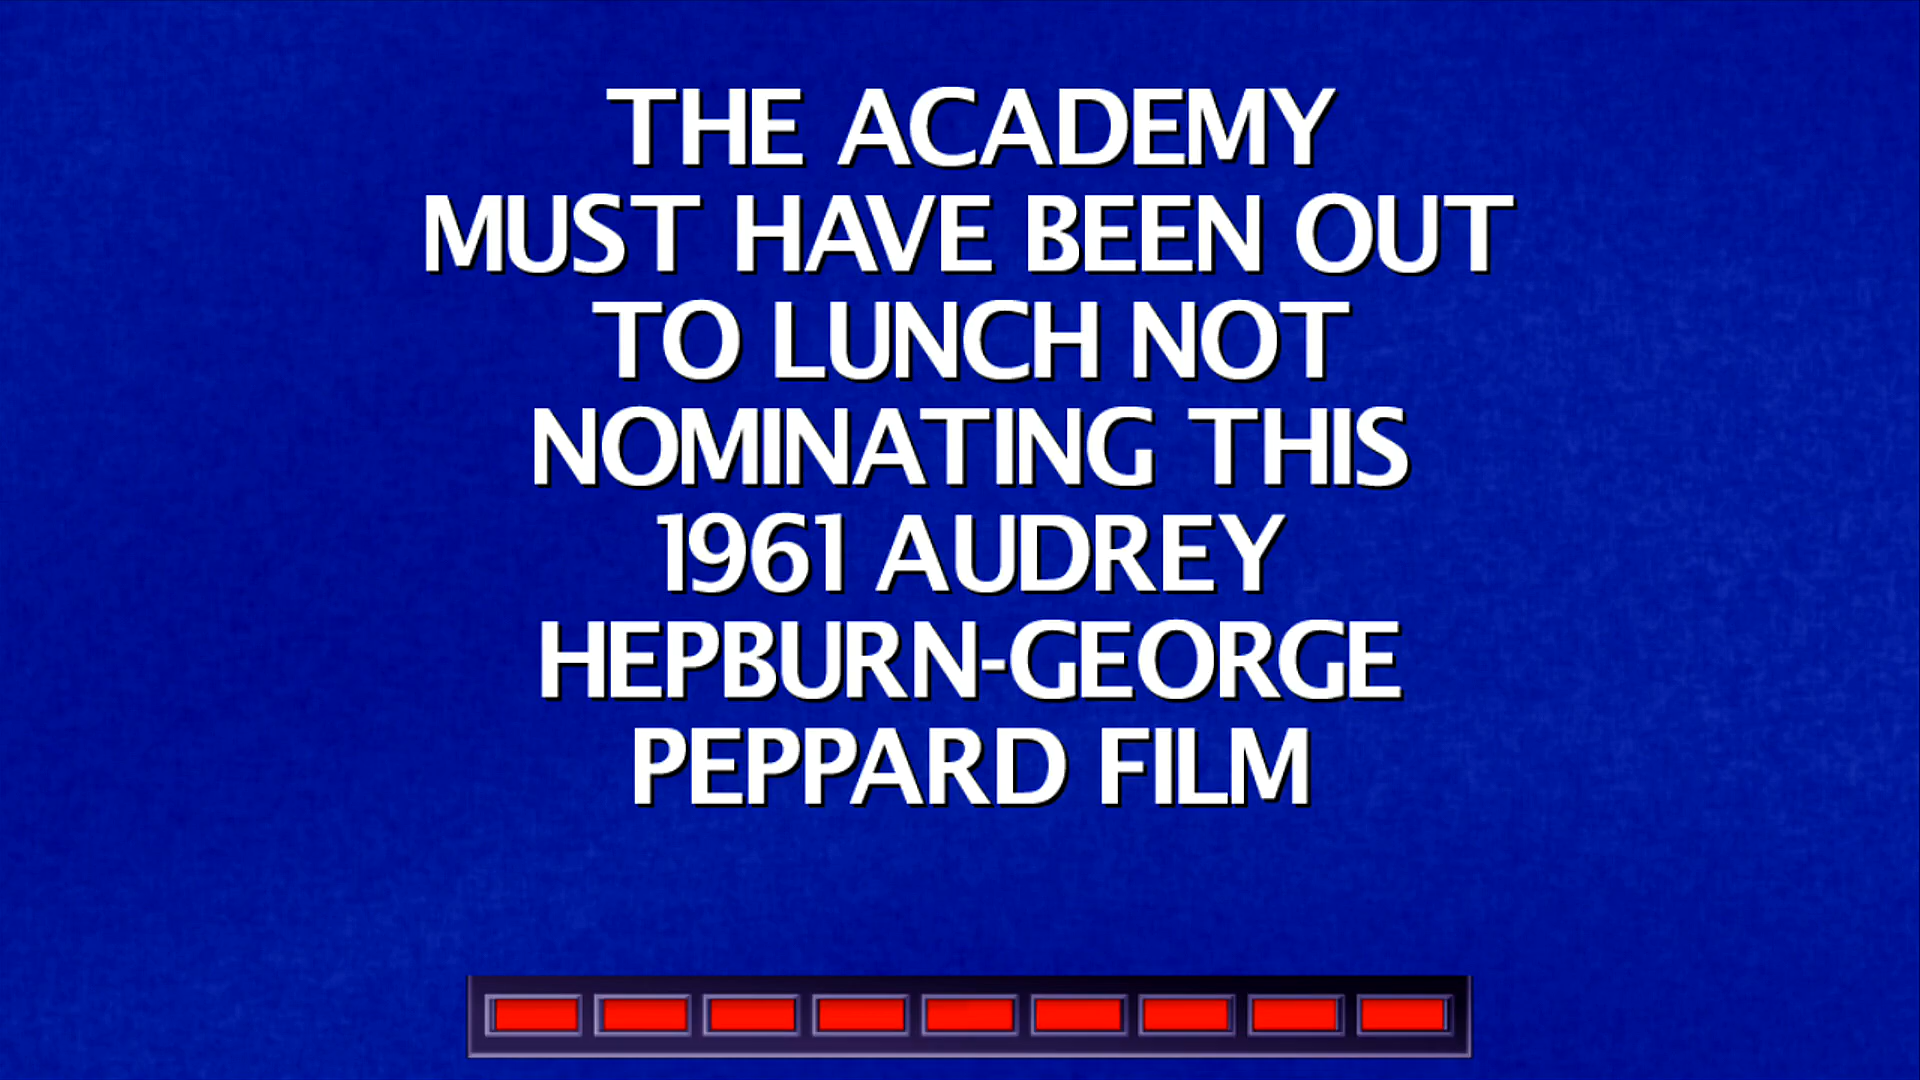 THE ACADEMY
MUST HAVE BEEN OUT
TO LUNCH NOT
NOMINATING THIS
1961 AUDREY
HEPBURN-GEORGE
PEPPARD FILM